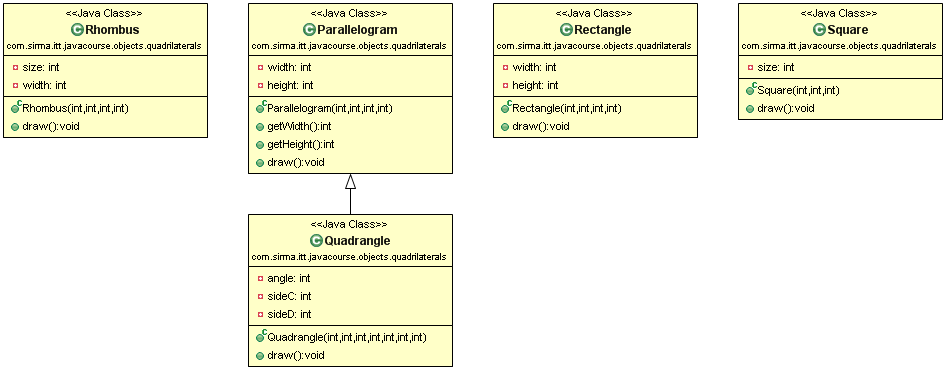 <<Java Class>>
Rhombus
com.sirma.itt.javacourse.objects.quadrilaterals
size: int
width: int
Rhombus(int,int,int,int)
draw():void
<<Java Class>>
Parallelogram
com.sirma.itt.javacourse.objects.quadrilaterals
width: int
height: int
Parallelogram(int,int,int,int)
getWidth():int
getHeight():int
draw():void
<<Java Class>>
Rectangle
com.sirma.itt.javacourse.objects.quadrilaterals
width: int
height: int
Rectangle(int,int,int,int)
draw():void
<<Java Class>>
Square
com.sirma.itt.javacourse.objects.quadrilaterals
size: int
Square(int,int,int)
draw():void
<<Java Class>>
Quadrangle
com.sirma.itt.javacourse.objects.quadrilaterals
angle: int
sideC: int
sideD: int
Quadrangle(int,int,int,int,int,int,int)
draw():void